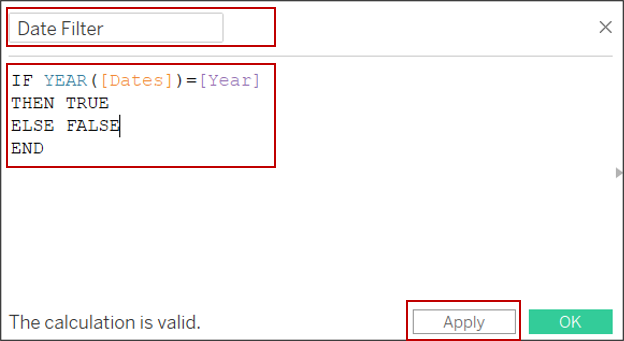 Date Filter
IF YEAR([Dates])=[Year]
THEN TRUE
ELSE FALSE
END
The calculation is valid.
Apply
OK